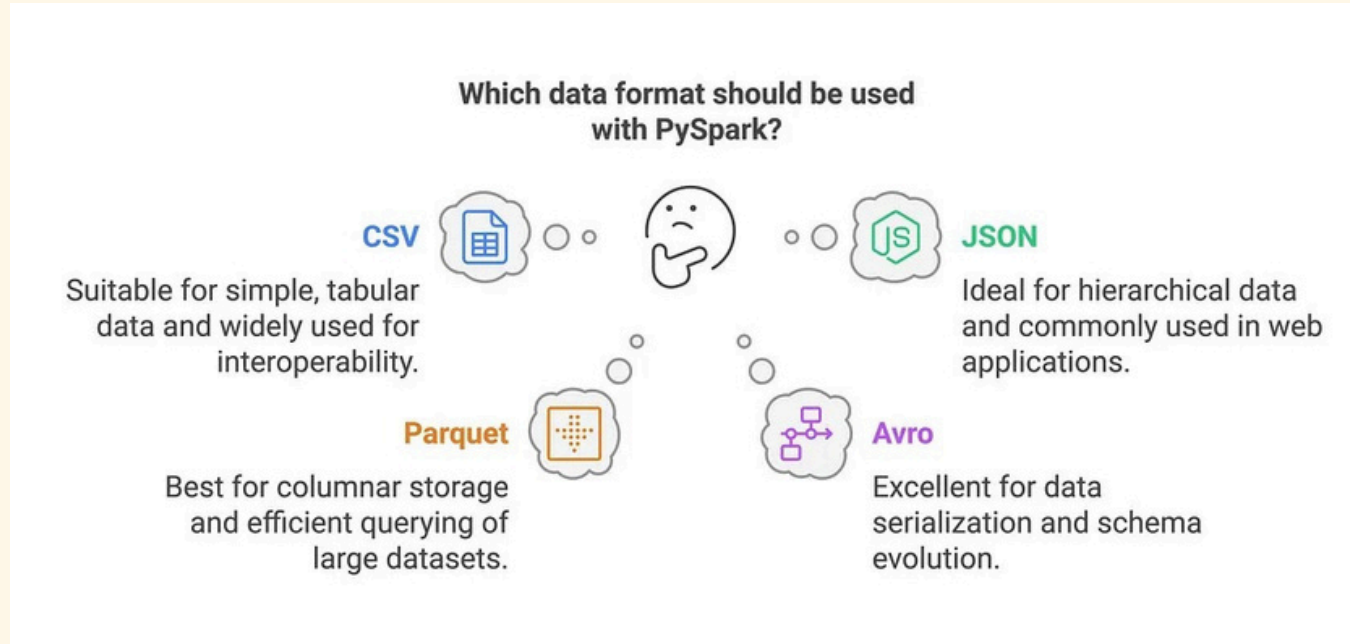 Which data format should be used
with PySpark?
CSV
Suitable for simple, tabular
data and widely used for
interoperability.
JS
JSON
Ideal for hierarchical data
and commonly used in web
applications.
Parquet
Best for columnar storage
and efficient querying of
large datasets.
Avro
Excellent for data
serialization and schema
evolution.